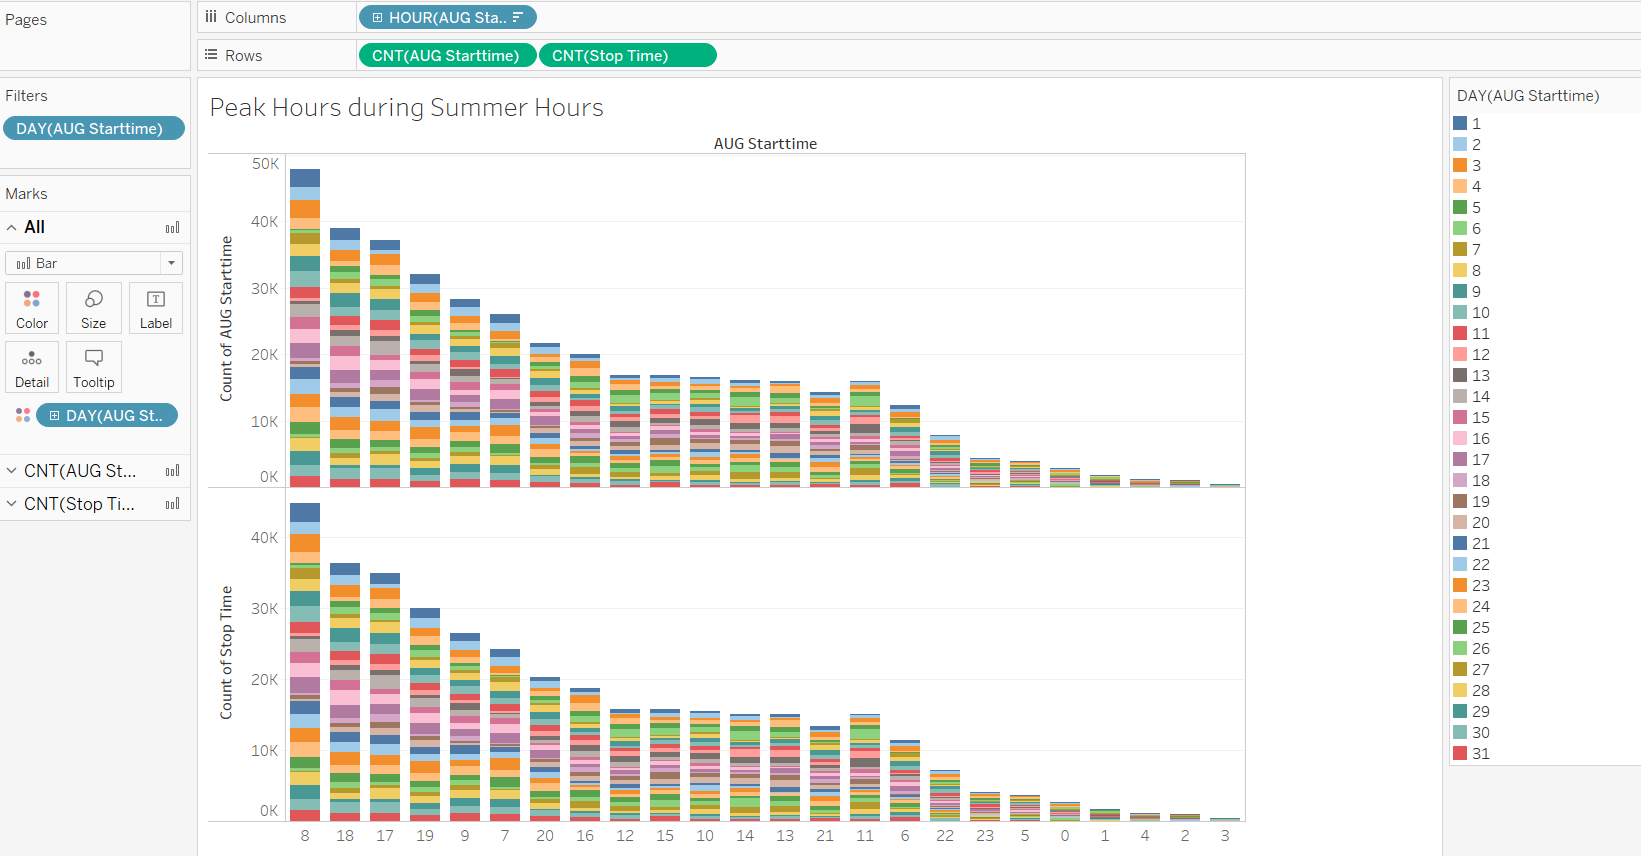 Pages
Columns
HOUR(AUG Sta..
Rows
CNT(AUG Starttime)
CNT(Stop Time)
Filters
DAY(AUG Starttime)
Marks
All
Bar
Color
Size
Label
Detail
Tooltip
DAY(AUG St..
CNT(AUG St...
CNT(Stop Ti...
Peak Hours during Summer Hours
AUG Starttime
Count of AUG Starttime
50K
40K
30K
20K
10K
0K
Count of Stop Time
40K
30K
20K
10K
0K
8 18 17 19 9 7 20 16 12 15 10 14 13 21 11 6 22 23 5 0 1 4 2 3
DAY(AUG Starttime)
1
2
3
4
5
6
7
8
9
10
11
12
13
14
15
16
17
18
19
20
21
22
23
24
25
26
27
28
29
30
31